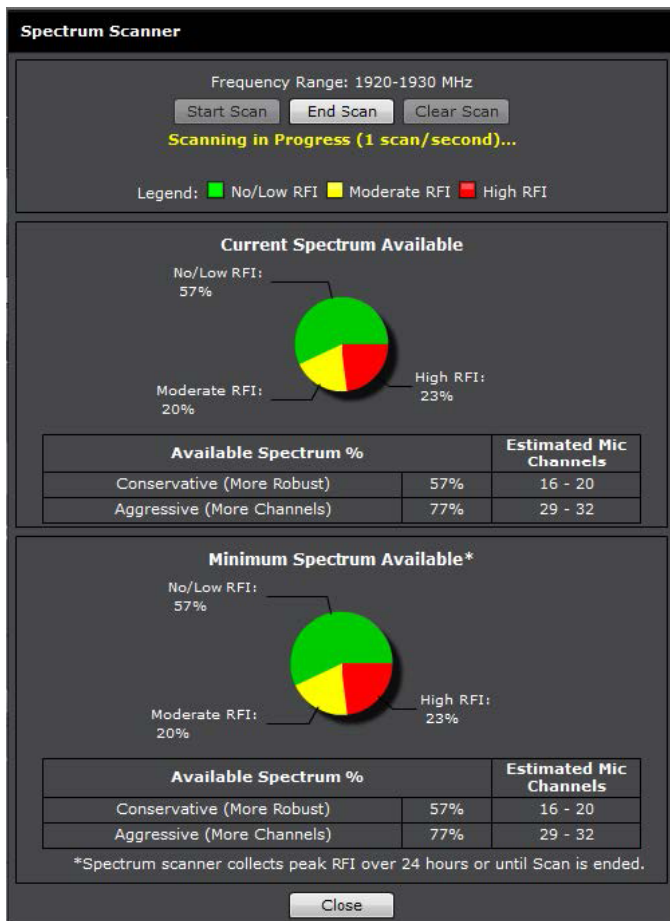 Spectrum Scanner
Frequency Range: 1920-1930 MHz
Start Scan End Scan Clear Scan
Scanning in Progress (1 scan/second)...
Legend: No/Low RFI Moderate RFI High RFI
Current Spectrum Available
No/Low RFI:
57%
High RFI:
23%
Moderate RFI:
20%
Available Spectrum % Estimated Mic
Channels
Conservative (More Robust) 57% 16 - 20
Aggressive (More Channels) 77% 29 - 32
Minimum Spectrum Available*
No/Low RFI:
57%
High RFI:
23%
Moderate RFI:
20%
Available Spectrum % Estimated Mic
Channels
Conservative (More Robust) 57% 16 - 20
Aggressive (More Channels) 77% 29 - 32
*Spectrum scanner collects peak RFI over 24 hours or until Scan is ended.
Close